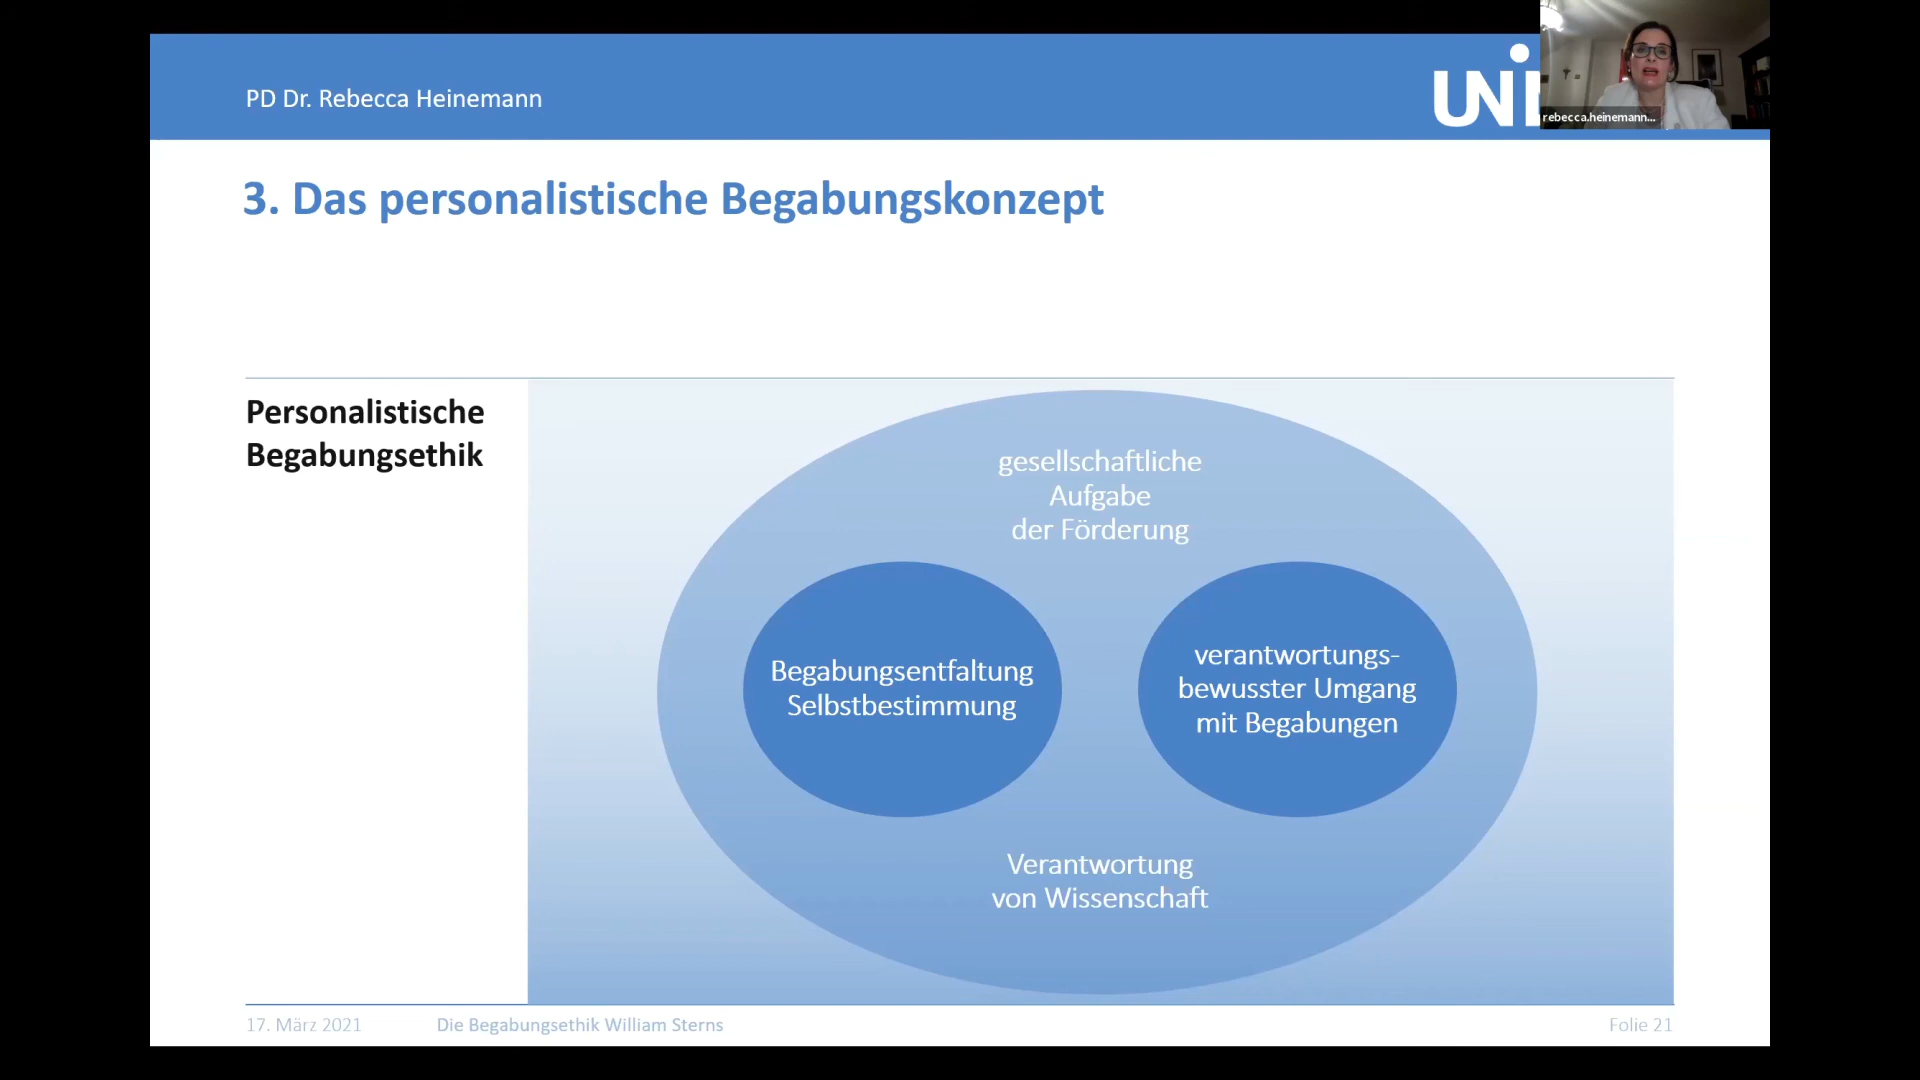 PD Dr. Rebecca Heinemann
UNI
rebecca.heinemann...
3. Das personalistische Begabungskonzept
Personalistische
Begabungsethik
gesellschaftliche
Aufgabe
der Förderung
Begabungsentfaltung
Selbstbestimmung
verantwortungs-
bewusster Umgang
mit Begabungen
Verantwortung
von Wissenschaft
17. März 2021
Die Begabungsethik William Sterns
Folie 21